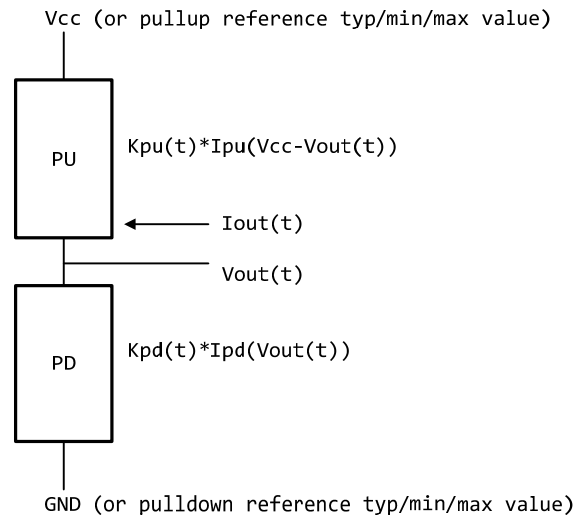 Vcc (or pullup reference typ/min/max value)
PU
Kpu(t)*Ipu(Vcc-Vout(t))
Iout(t)
Vout(t)
PD
Kpd(t)*Ipd(Vout(t))
GND (or pulldown reference typ/min/max value)